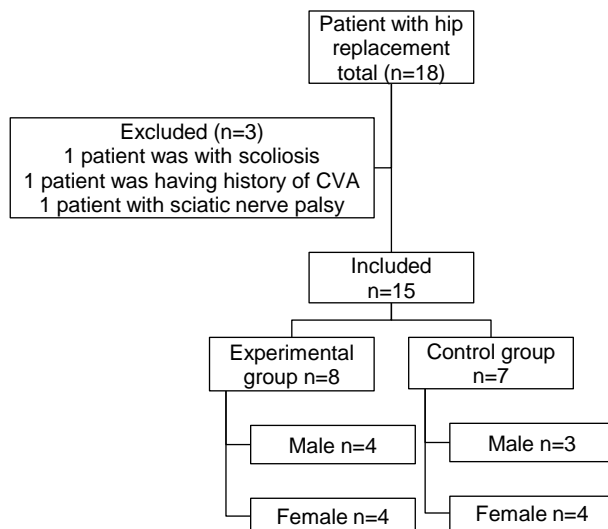 Patient with hip
replacement
total (n=18)
Excluded (n=3)
1 patient was with scoliosis
1 patient was having history of CVA
1 patient with sciatic nerve palsy
Included
n=15
Experimental
group n=8
Control group
n=7
Male n=4
Male n=3
Female n=4
Female n=4